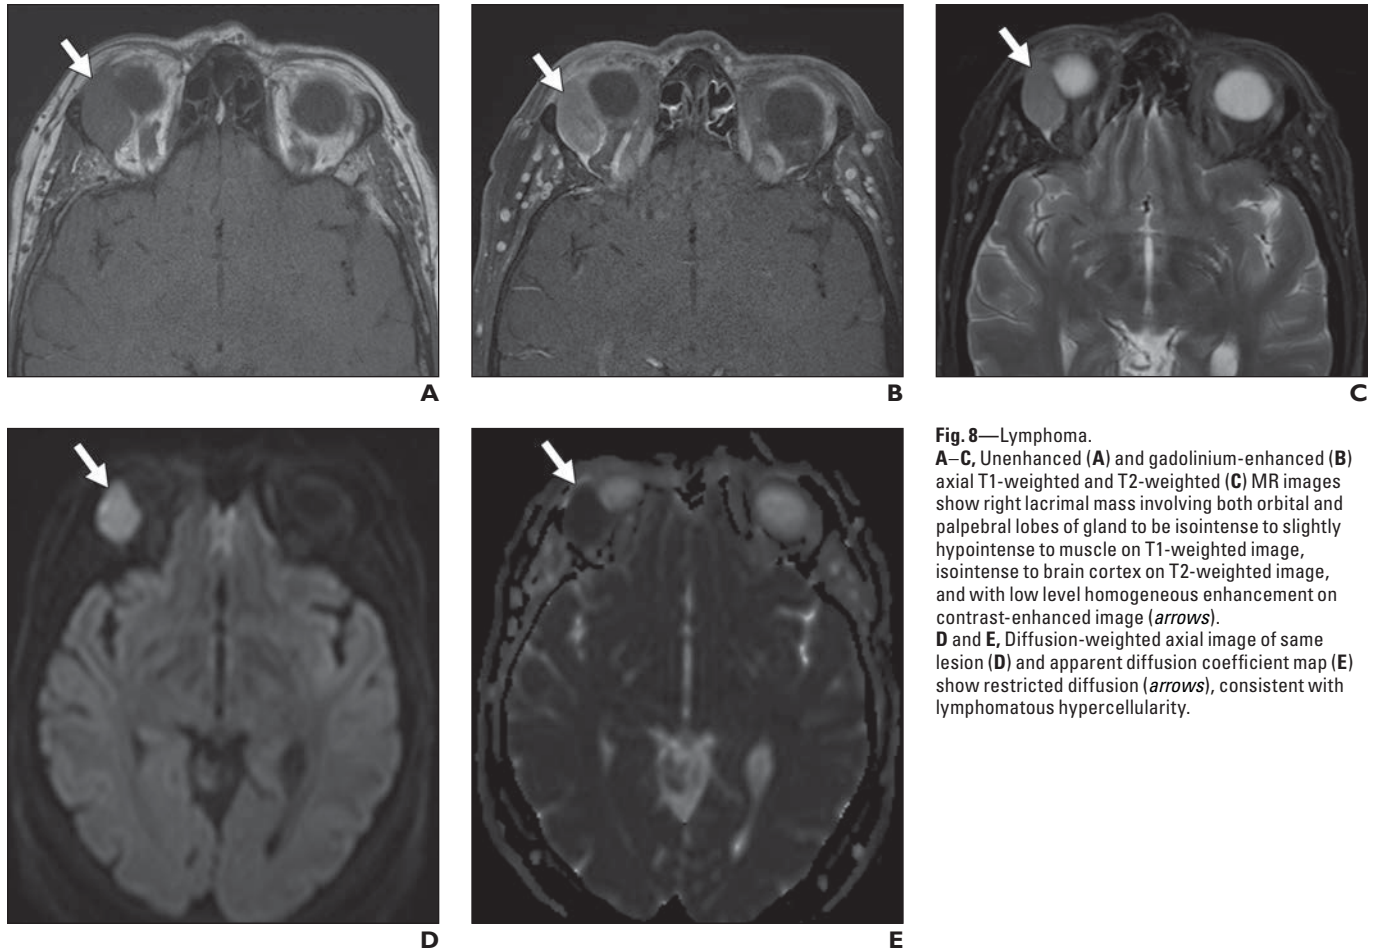 A
B
C
Fig. 8—Lymphoma.
A–C, Unenhanced (A) and gadolinium-enhanced (B)
axial T1-weighted and T2-weighted (C) MR images
show right lacrimal mass involving both orbital and
palpebral lobes of gland to be isointense to slightly
hypointense to muscle on T1-weighted image,
isointense to brain cortex on T2-weighted image,
and with low level homogeneous enhancement on
contrast-enhanced image (arrows).
D and E, Diffusion-weighted axial image of same
lesion (D) and apparent diffusion coefficient map (E)
show restricted diffusion (arrows), consistent with
lymphomatous hypercellularity.
D
E